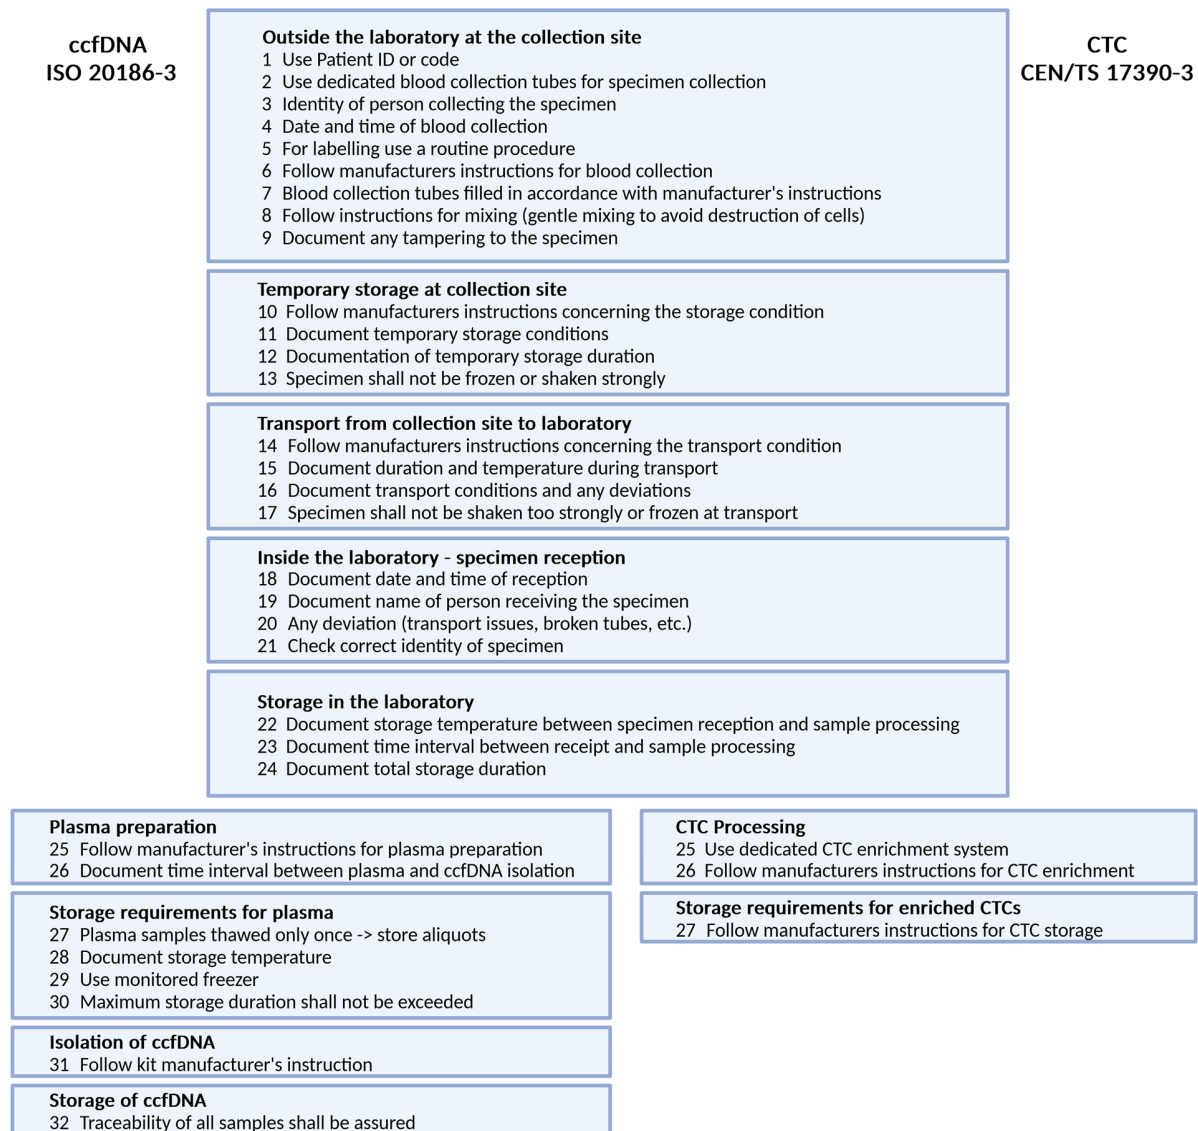 ccfDNA
ISO 20186-3
CTC
CEN/TS 17390-3
Outside the laboratory at the collection site
1 Use Patient ID or code
2 Use dedicated blood collection tubes for specimen collection
3 Identity of person collecting the specimen
4 Date and time of blood collection
5 For labelling use a routine procedure
6 Follow manufacturers instructions for blood collection
7 Blood collection tubes filled in accordance with manufacturer's instructions
8 Follow instructions for mixing (gentle mixing to avoid destruction of cells)
9 Document any tampering to the specimen
Temporary storage at collection site
10 Follow manufacturers instructions concerning the storage condition
11 Document temporary storage conditions
12 Documentation of temporary storage duration
13 Specimen shall not be frozen or shaken strongly
Transport from collection site to laboratory
14 Follow manufacturers instructions concerning the transport condition
15 Document duration and temperature during transport
16 Document transport conditions and any deviations
17 Specimen shall not be shaken too strongly or frozen at transport
Inside the laboratory - specimen reception
18 Document date and time of reception
19 Document name of person receiving the specimen
20 Any deviation (transport issues, broken tubes, etc.)
21 Check correct identity of specimen
Storage in the laboratory
22 Document storage temperature between specimen reception and sample processing
23 Document time interval between receipt and sample processing
24 Document total storage duration
Plasma preparation
25 Follow manufacturer's instructions for plasma preparation
26 Document time interval between plasma and ccfDNA isolation
Storage requirements for plasma
27 Plasma samples thawed only once -> store aliquots
28 Document storage temperature
29 Use monitored freezer
30 Maximum storage duration shall not be exceeded
Isolation of ccfDNA
31 Follow kit manufacturer's instruction
Storage of ccfDNA
32 Traceability of all samples shall be assured
CTC Processing
25 Use dedicated CTC enrichment system
26 Follow manufacturers instructions for CTC enrichment
Storage requirements for enriched CTCs
27 Follow manufacturers instructions for CTC storage